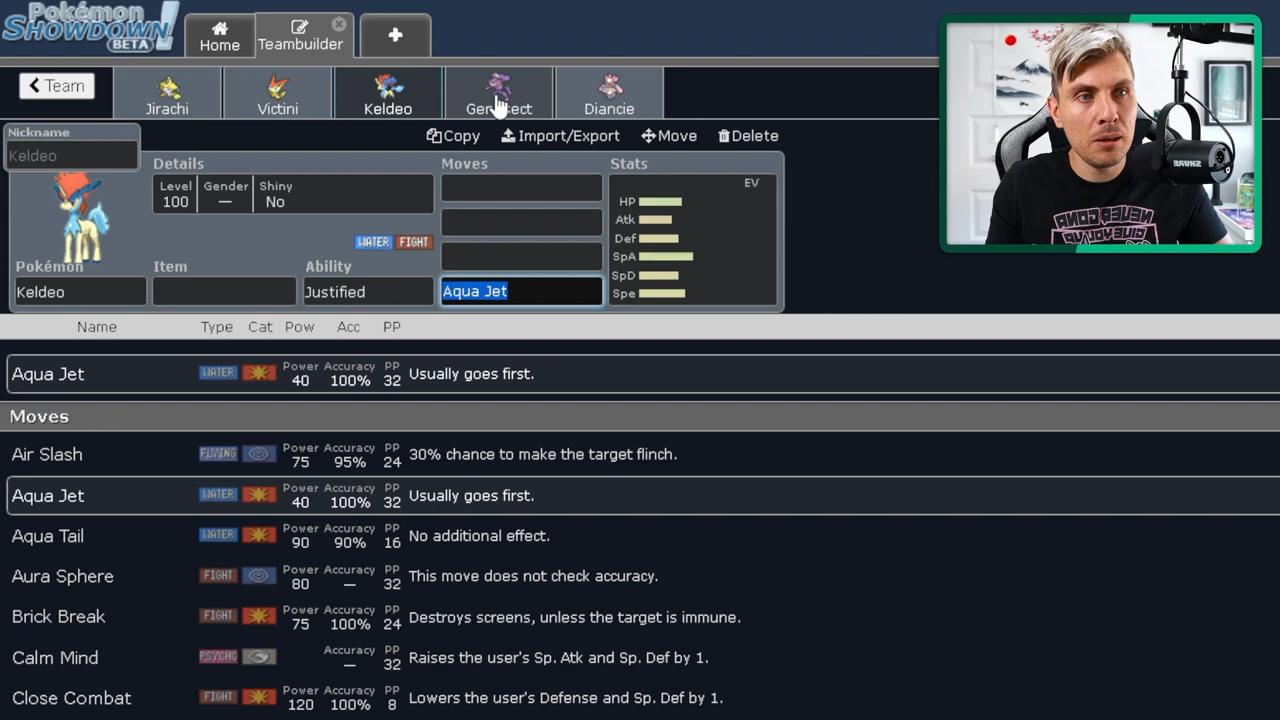 Pokémon
SHOWDOWN!
BETA
Home
Teambuilder
+
Team
Jirachi
Victini
Keldeo
Genesect
Diancie
Nickname
Keldeo
Copy
Import/Export
Move
Delete
Details
Moves
Stats
Level Gender Shiny
100 — No
EV
HP
Atk
Def
SpA
SpD
Spe
WATER FIGHT
Pokémon Item Ability
Keldeo Justified Aqua Jet
Name Type Cat Pow Acc PP
Aqua Jet WATER Power 40 Accuracy 100% PP 32 Usually goes first.
Moves
Air Slash FLYING Power 75 Accuracy 95% PP 24 30% chance to make the target flinch.
Aqua Jet WATER Power 40 Accuracy 100% PP 32 Usually goes first.
Aqua Tail WATER Power 90 Accuracy 90% PP 16 No additional effect.
Aura Sphere FIGHT Power 80 Accuracy — PP 32 This move does not check accuracy.
Brick Break FIGHT Power 75 Accuracy 100% PP 24 Destroys screens, unless the target is immune.
Calm Mind PSYCHC Accuracy — PP 32 Raises the user's Sp. Atk and Sp. Def by 1.
Close Combat FIGHT Power 120 Accuracy 100% PP 8 Lowers the user's Defense and Sp. Def by 1.
SHURE
NEVER GONNA
GIVE YOU UP